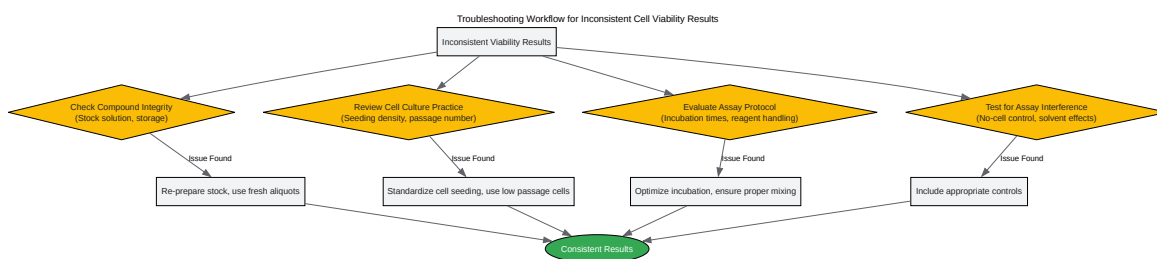 Troubleshooting Workflow for Inconsistent Cell Viability Results
Inconsistent Viability Results
Check Compound Integrity
(Stock solution, storage)
Review Cell Culture Practice
(Seeding density, passage number)
Evaluate Assay Protocol
(Incubation times, reagent handling)
Test for Assay Interference
(No-cell control, solvent effects)
Issue Found
Issue Found
Issue Found
Issue Found
Re-prepare stock, use fresh aliquots
Standardize cell seeding, use low passage cells
Optimize incubation, ensure proper mixing
Include appropriate controls
Consistent Results